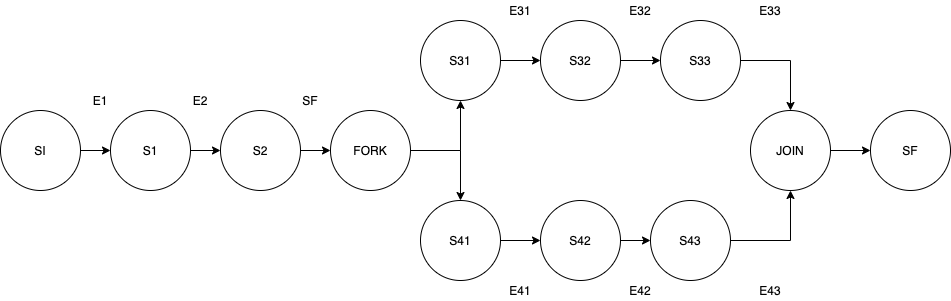 E31 E32 E33
S31 S32 S33
E1 E2 SF
SI S1 S2 FORK JOIN SF
S41 S42 S43
E41 E42 E43